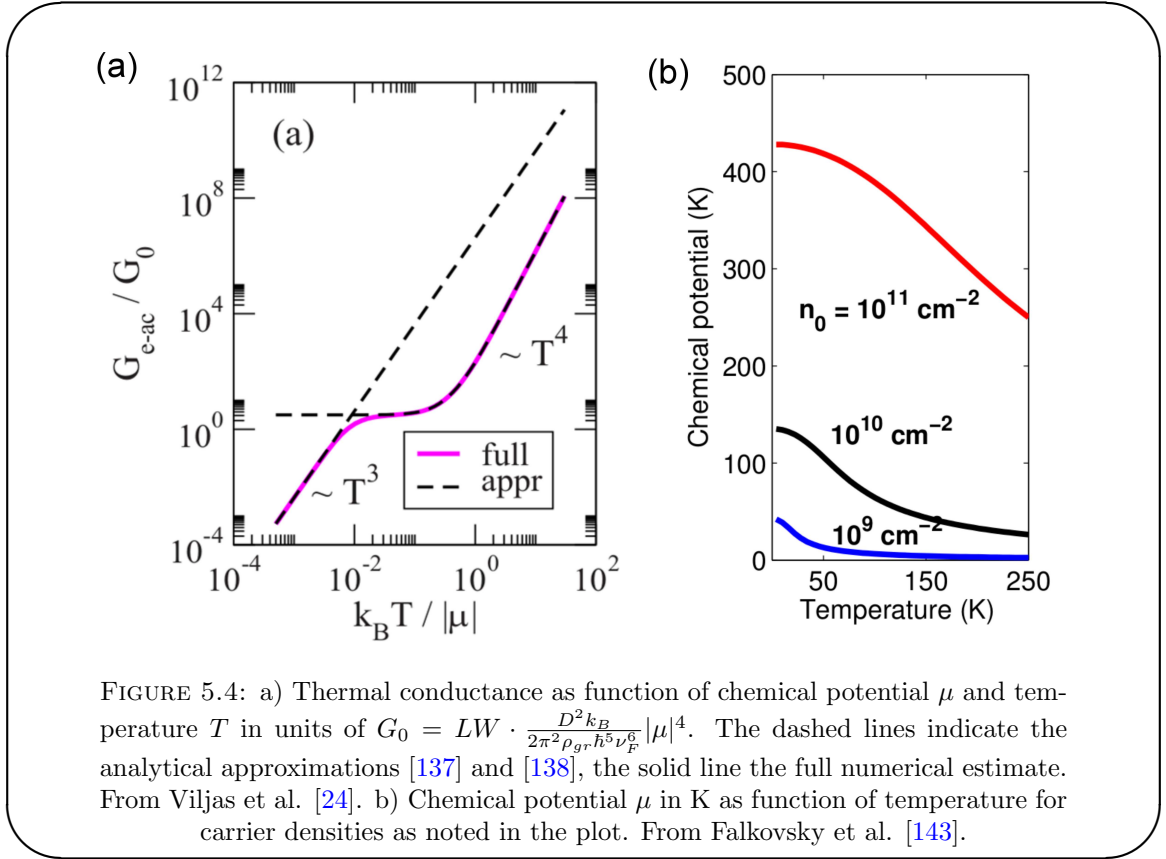 (a)
10^12
(a)
10^8
10^4
10^0
10^-4
G_e-ac / G_0
~ T^4
~ T^3
full
appr
10^-4 10^-2 10^0 10^2
k_B T / |μ|
(b)
500
400
300
200
100
0
Chemical potential (K)
n_0 = 10^11 cm^−2
10^10 cm^−2
10^9 cm^−2
50 150 250
Temperature (K)
FIGURE 5.4: a) Thermal conductance as function of chemical potential μ and tem-
perature T in units of G_0 = LW · \frac{D^2 k_B}{2π^2 ρ_{gr} ℏ^5 ν_F^6} |μ|^4. The dashed lines indicate the
analytical approximations [137] and [138], the solid line the full numerical estimate.
From Viljas et al. [24]. b) Chemical potential μ in K as function of temperature for
carrier densities as noted in the plot. From Falkovsky et al. [143].